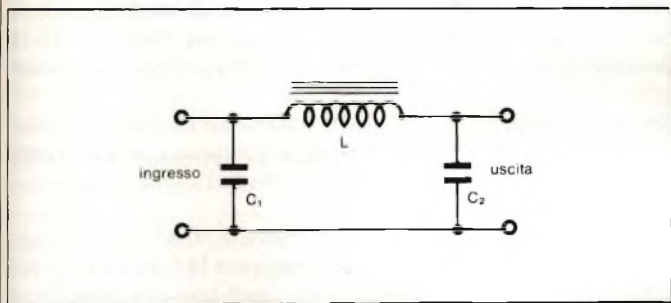 L
ingresso
uscita
C₁
C₂